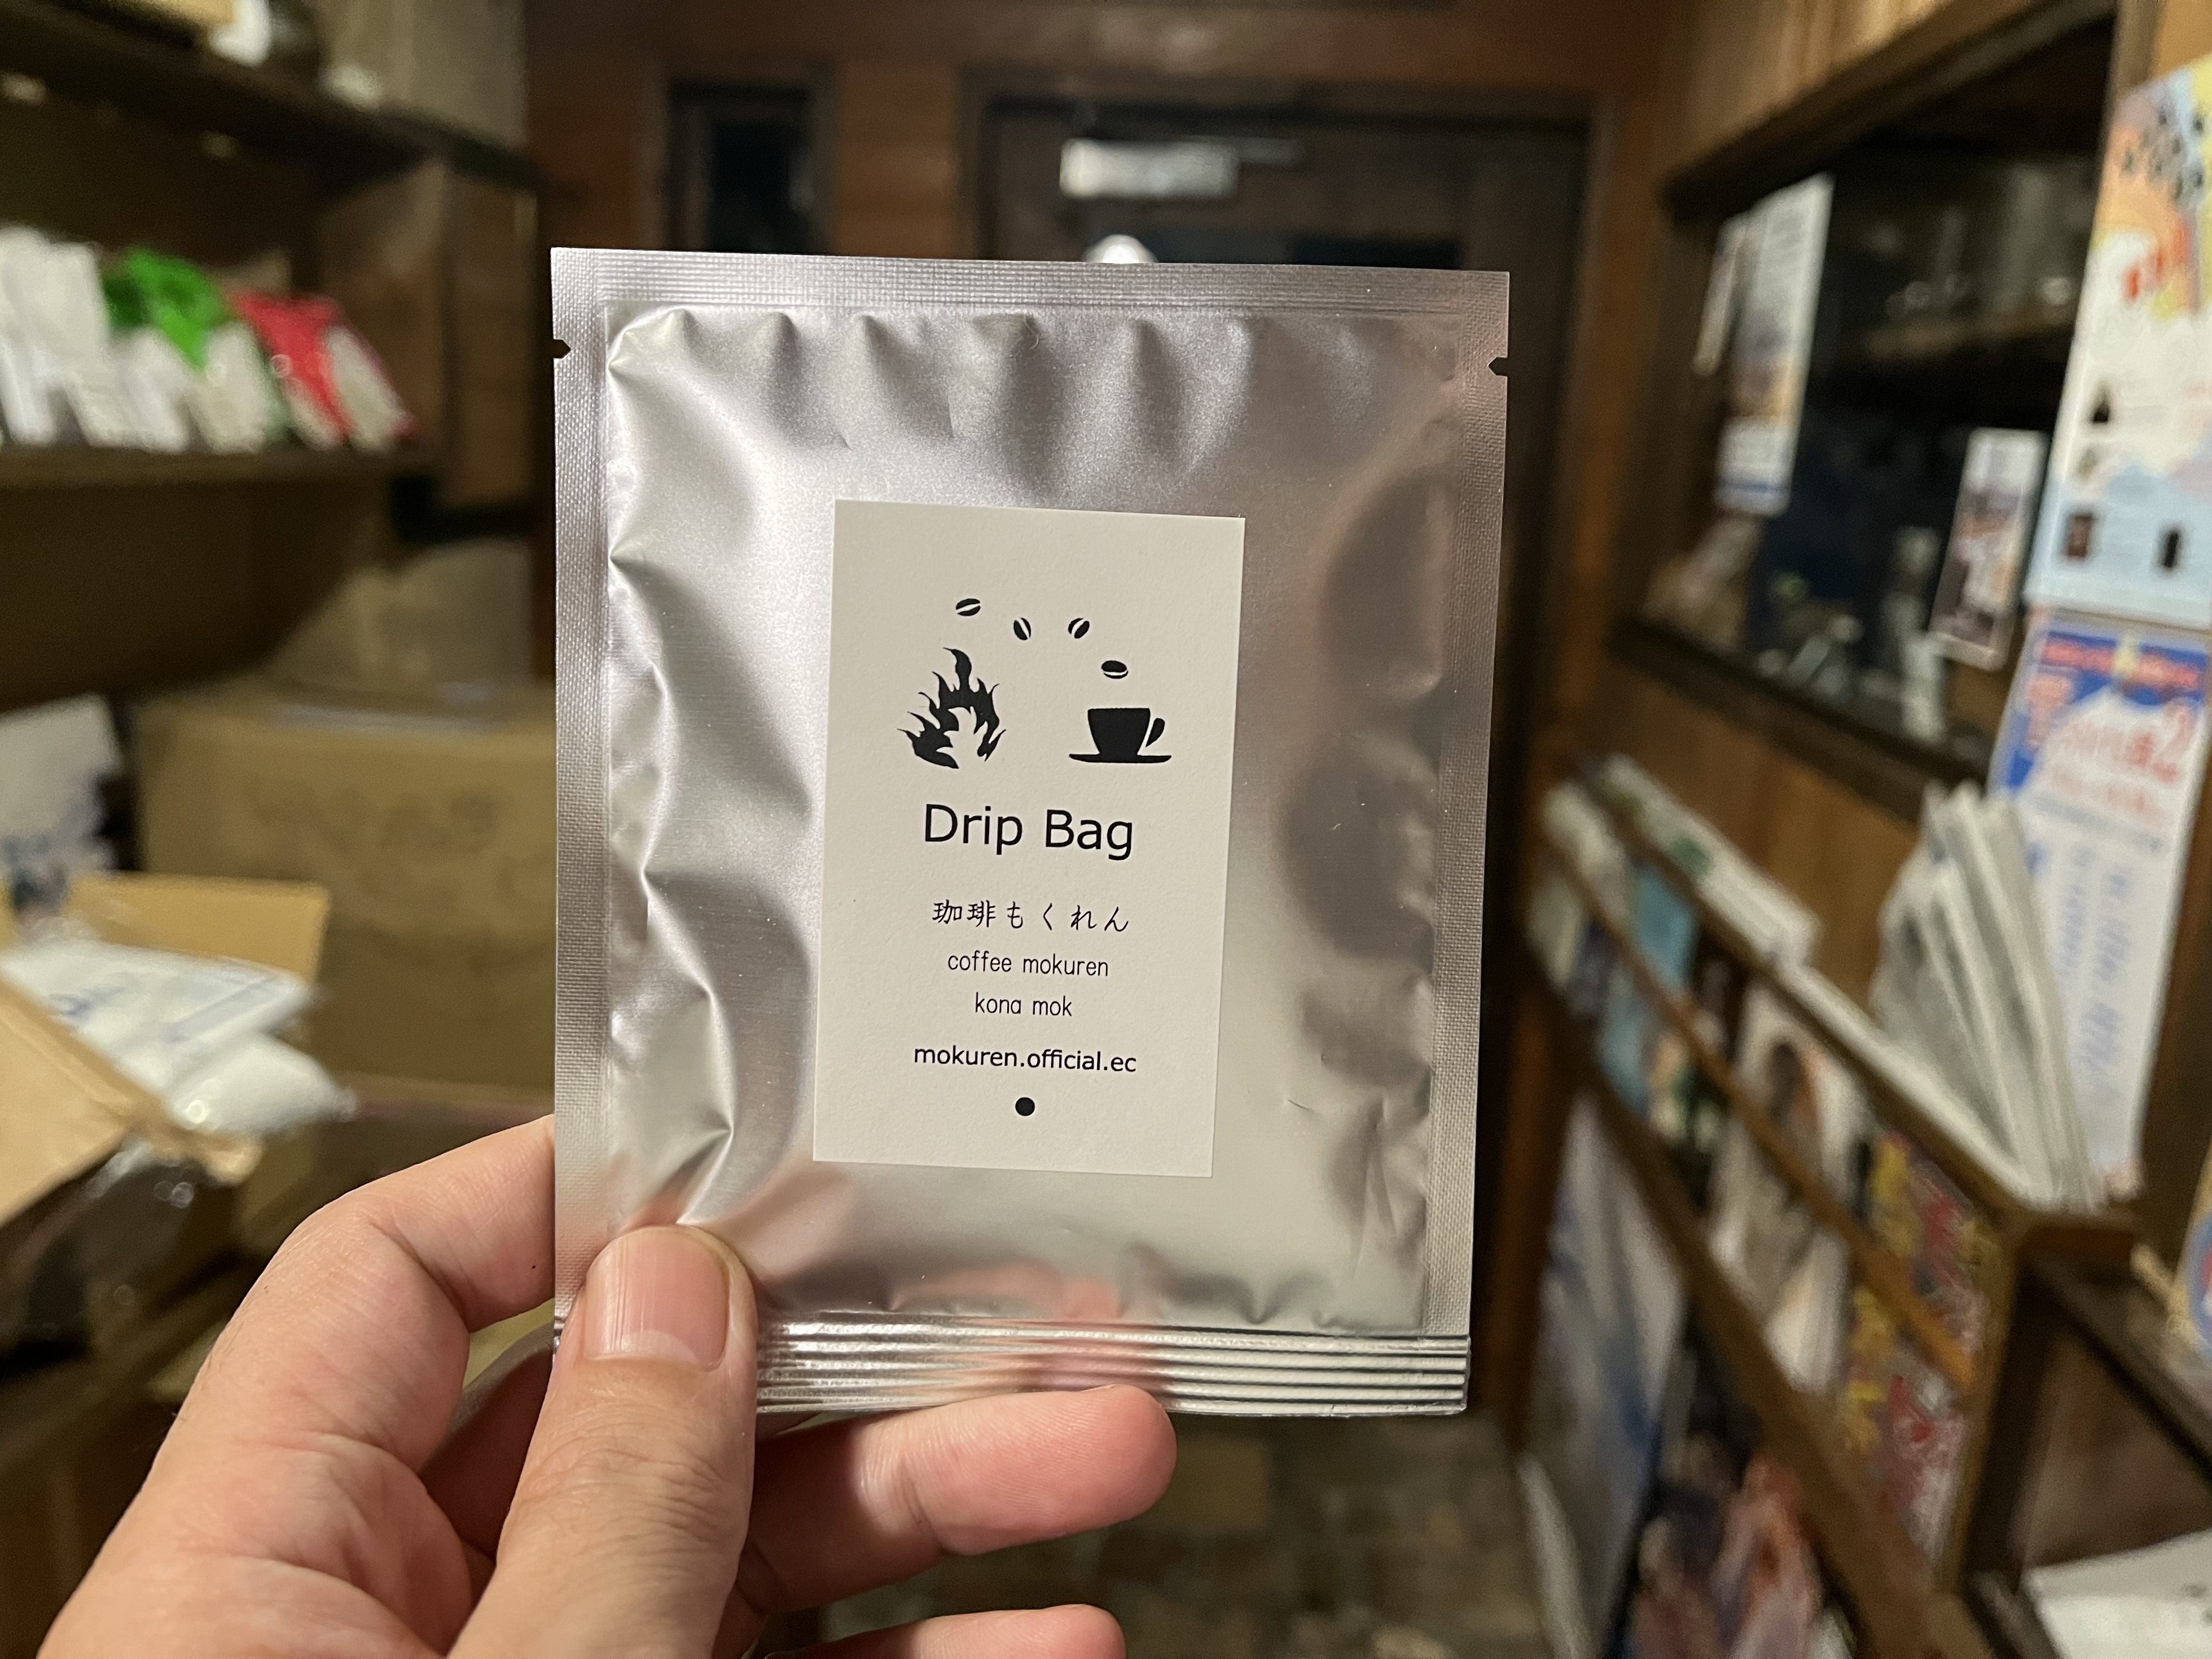 Drip Bag
珈琲もくれん
coffee mokuren
kona mok
mokuren.official.ec